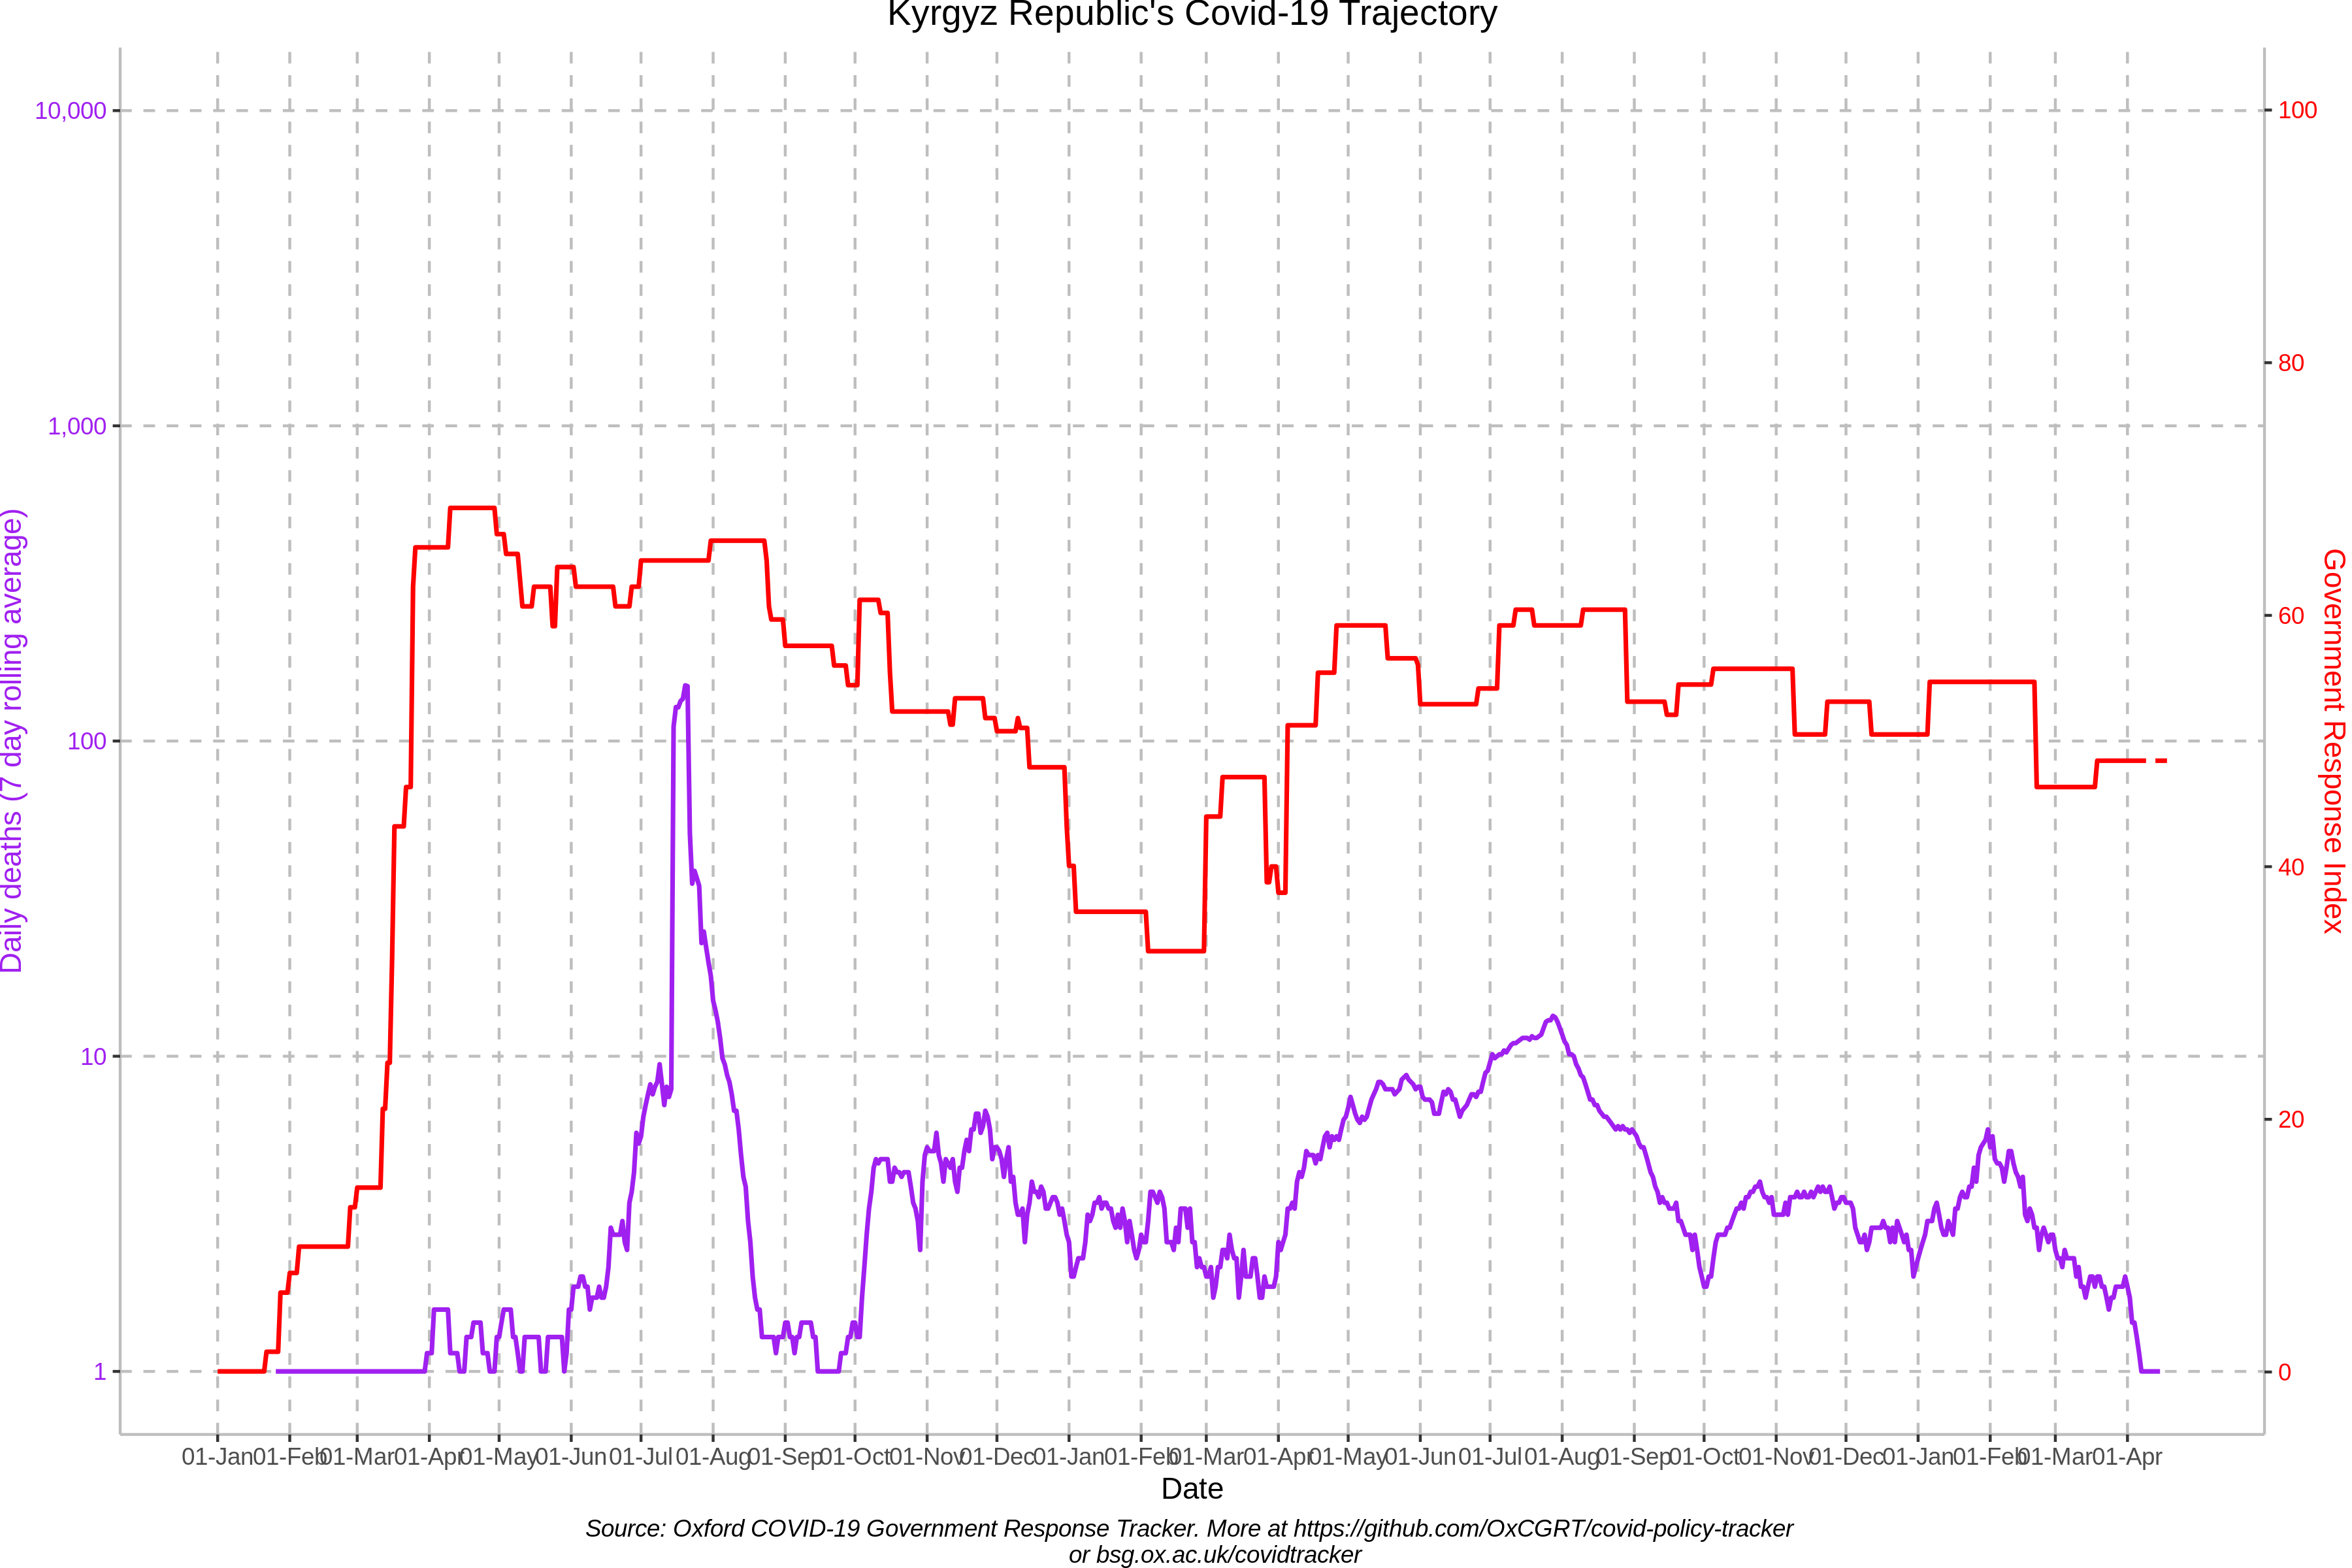 Kyrgyz Republic's Covid-19 Trajectory
10,000
1,000
100
10
1
Daily deaths (7 day rolling average)
100
80
60
40
20
0
Government Response Index
01-Jan 01-Feb 01-Mar 01-Apr 01-May 01-Jun 01-Jul 01-Aug 01-Sep 01-Oct 01-Nov 01-Dec 01-Jan 01-Feb 01-Mar 01-Apr 01-May 01-Jun 01-Jul 01-Aug 01-Sep 01-Oct 01-Nov 01-Dec 01-Jan 01-Feb 01-Mar 01-Apr
Date
Source: Oxford COVID-19 Government Response Tracker. More at https://github.com/OxCGRT/covid-policy-tracker
or bsg.ox.ac.uk/covidtracker